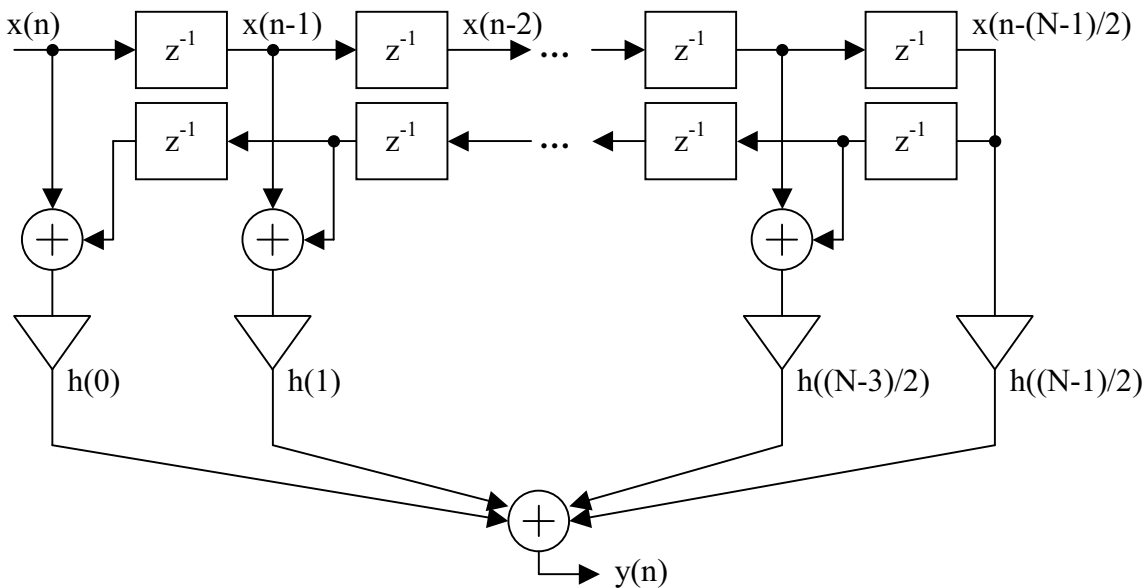 x(n) x(n-1) x(n-2) x(n-(N-1)/2)
z⁻¹ z⁻¹ ... z⁻¹ z⁻¹
z⁻¹ z⁻¹ ... z⁻¹ z⁻¹
+ + +
h(0) h(1) h((N-3)/2) h((N-1)/2)
+
y(n)